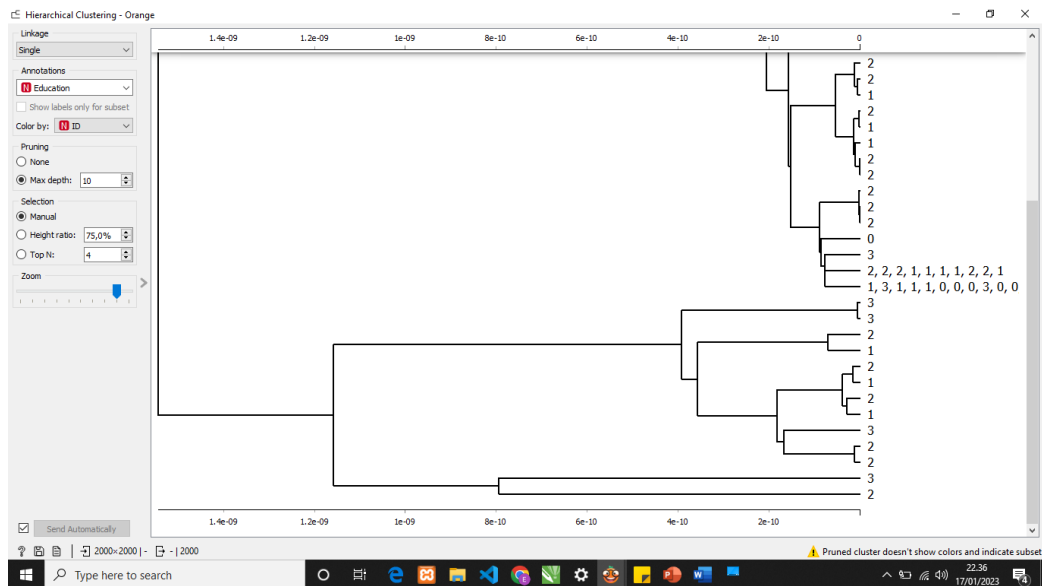 Hierarchical Clustering - Orange
Linkage
Single
Annotations
N Education
Show labels only for subset
Color by: N ID
Pruning
None
Max depth: 10
Selection
Manual
Height ratio: 75,0%
Top N: 4
Zoom
1.4e-09 1.2e-09 1e-09 8e-10 6e-10 4e-10 2e-10 0
2
2
1
2
1
1
2
2
2
2
2
0
3
2, 2, 2, 1, 1, 1, 1, 2, 2, 1
1, 3, 1, 1, 1, 0, 0, 0, 3, 0, 0
3
3
2
1
2
1
2
1
3
2
2
3
2
1.4e-09 1.2e-09 1e-09 8e-10 6e-10 4e-10 2e-10
Send Automatically
? 2000×2000 | - - | 2000
Pruned cluster doesn't show colors and indicate subset
Type here to search
22.36
17/01/2023
4